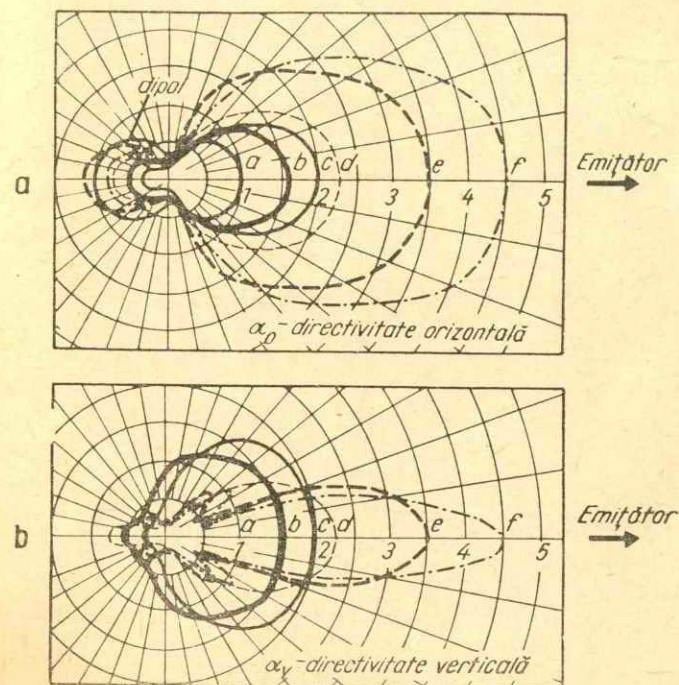 a
dipol
a b c d e f
1 2 3 4 5
Emițător
α₀-directivitate orizontală
b
a b c d e f
1 2 3 4 5
Emițător
αᵥ-directivitate verticală